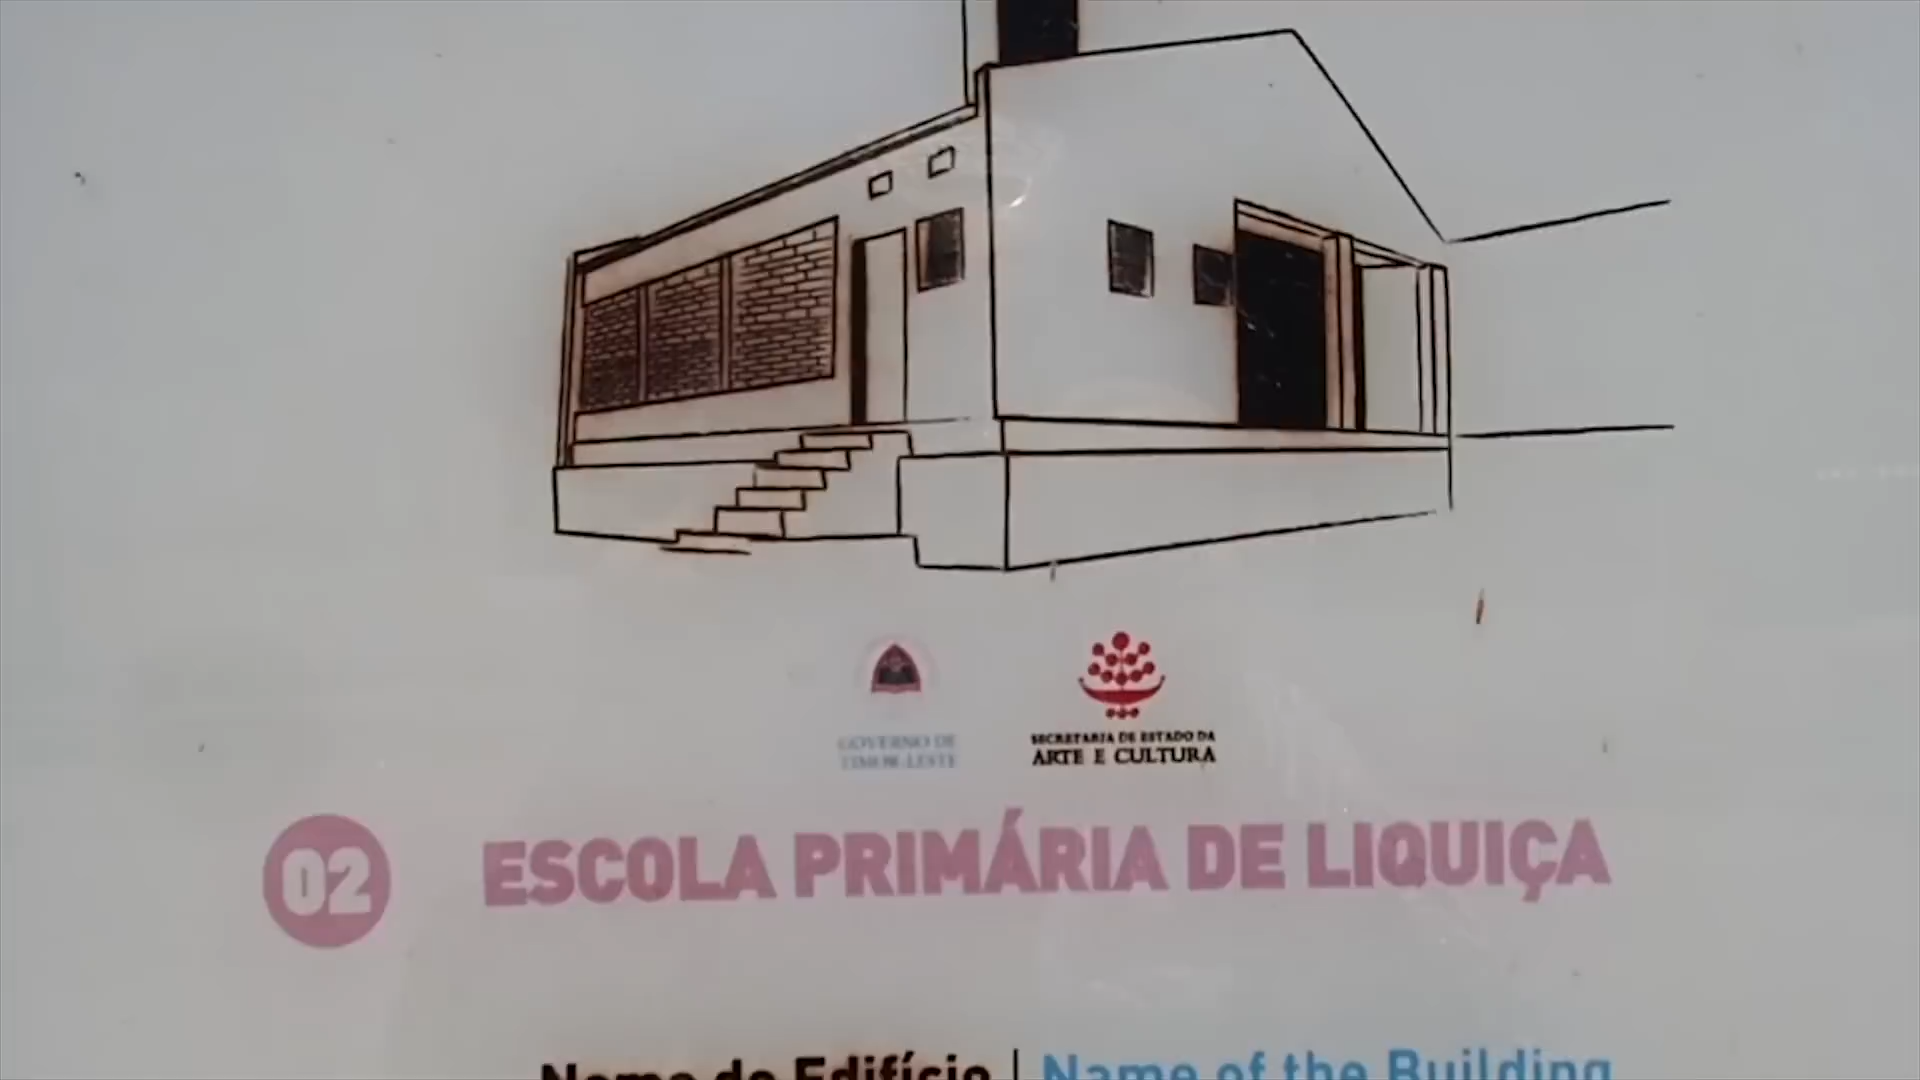 GOVERNO DE
TIMOR-LESTE
SECRETARIA DE ESTADO DA
ARTE E CULTURA
02 ESCOLA PRIMÁRIA DE LIQUIÇA
Nome do Edifício | Name of the Building